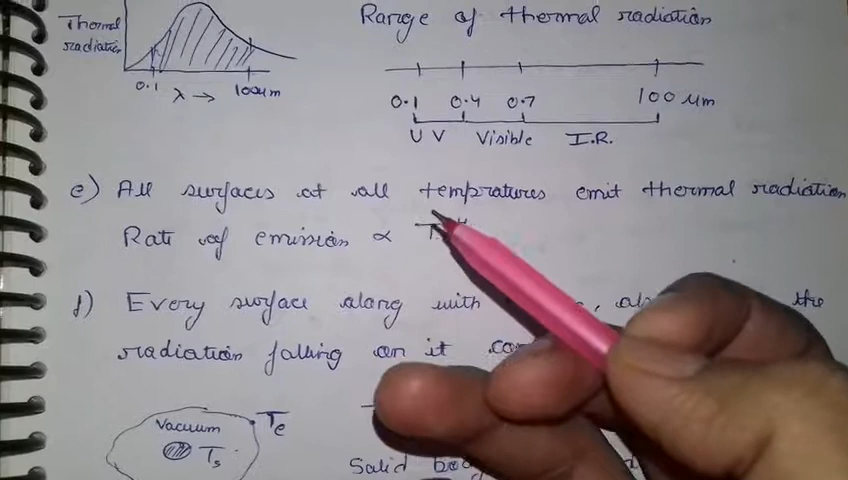 Thermal radiation
0.1 λ → 100 um
Range of thermal radiation
0.1 0.4 0.7 100 um
UV Visible I.R.
e) All surfaces at all tempratures emit thermal radiation
Rate of emission ∝ T
f) Every surface along with , the
radiation falling on it
Vacuum
Te
Ts
Solid